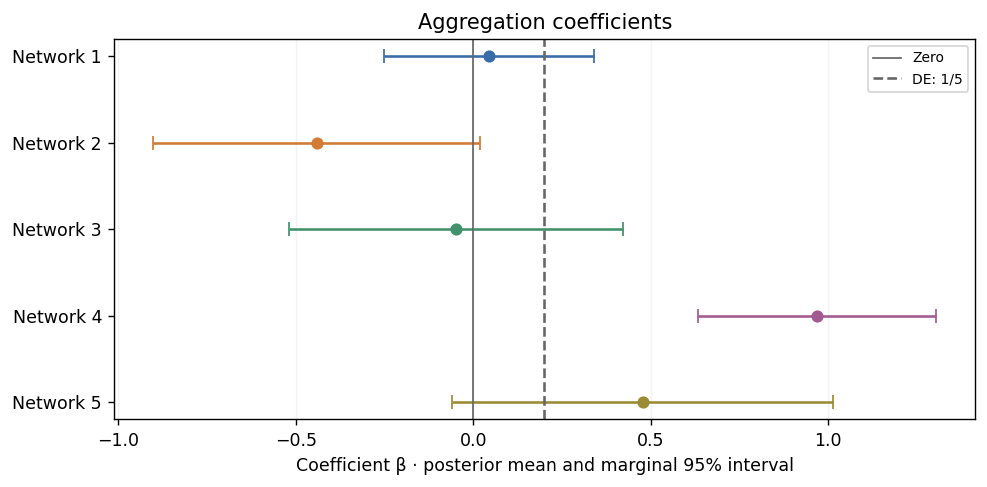 Aggregation coefficients
Network 1
Network 2
Network 3
Network 4
Network 5
Zero
DE: 1/5
−1.0
−0.5
0.0
0.5
1.0
Coefficient β · posterior mean and marginal 95% interval